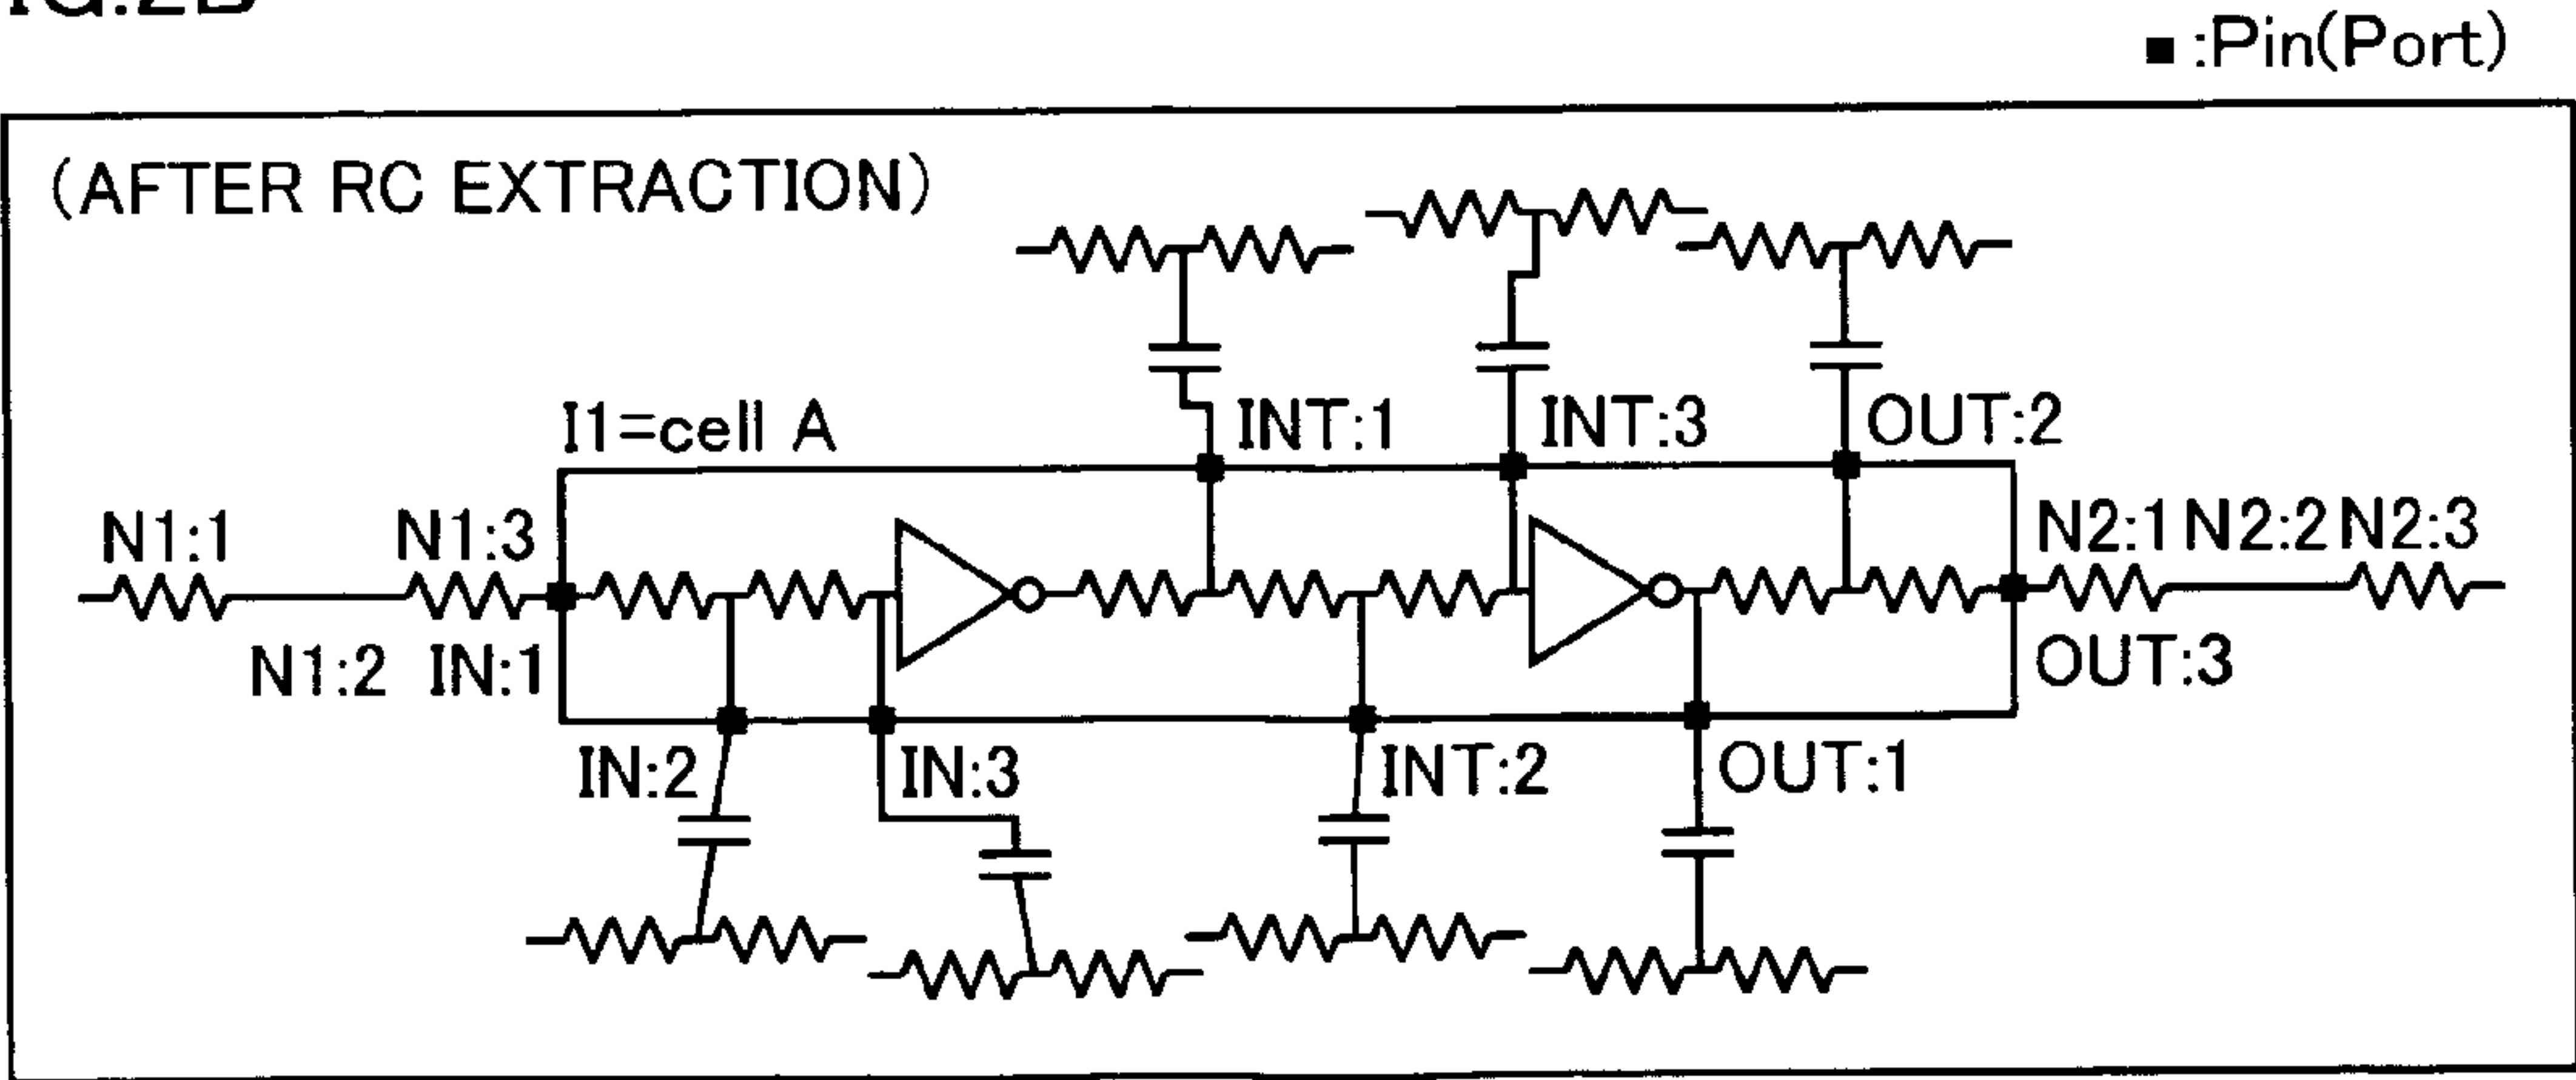 :Pin(Port)
(AFTER RC EXTRACTION)
I1=cell A
INT:1
INT:3
OUT:2
N1:1
N1:3
N2:1 N2:2 N2:3
N1:2 IN:1
OUT:3
IN:2
IN:3
INT:2
OUT:1